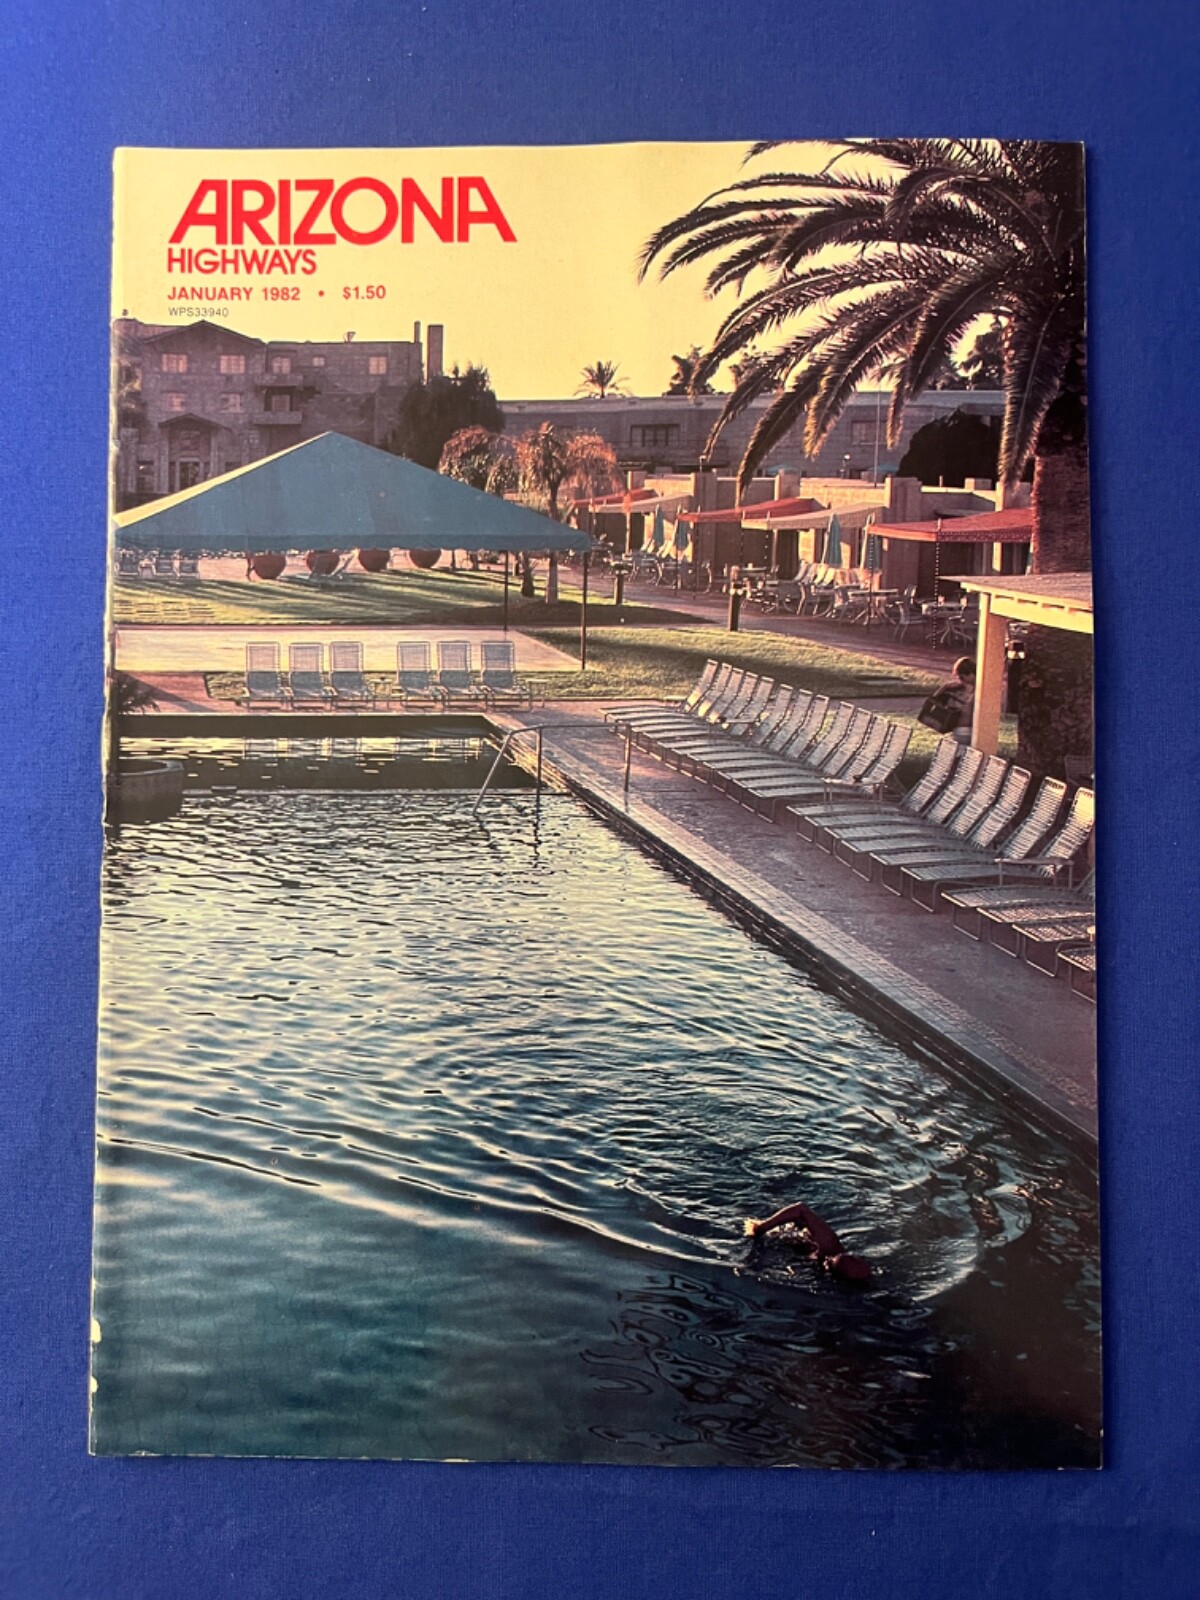 ARIZONA
HIGHWAYS
JANUARY 1982 • $1.50
WPS33940